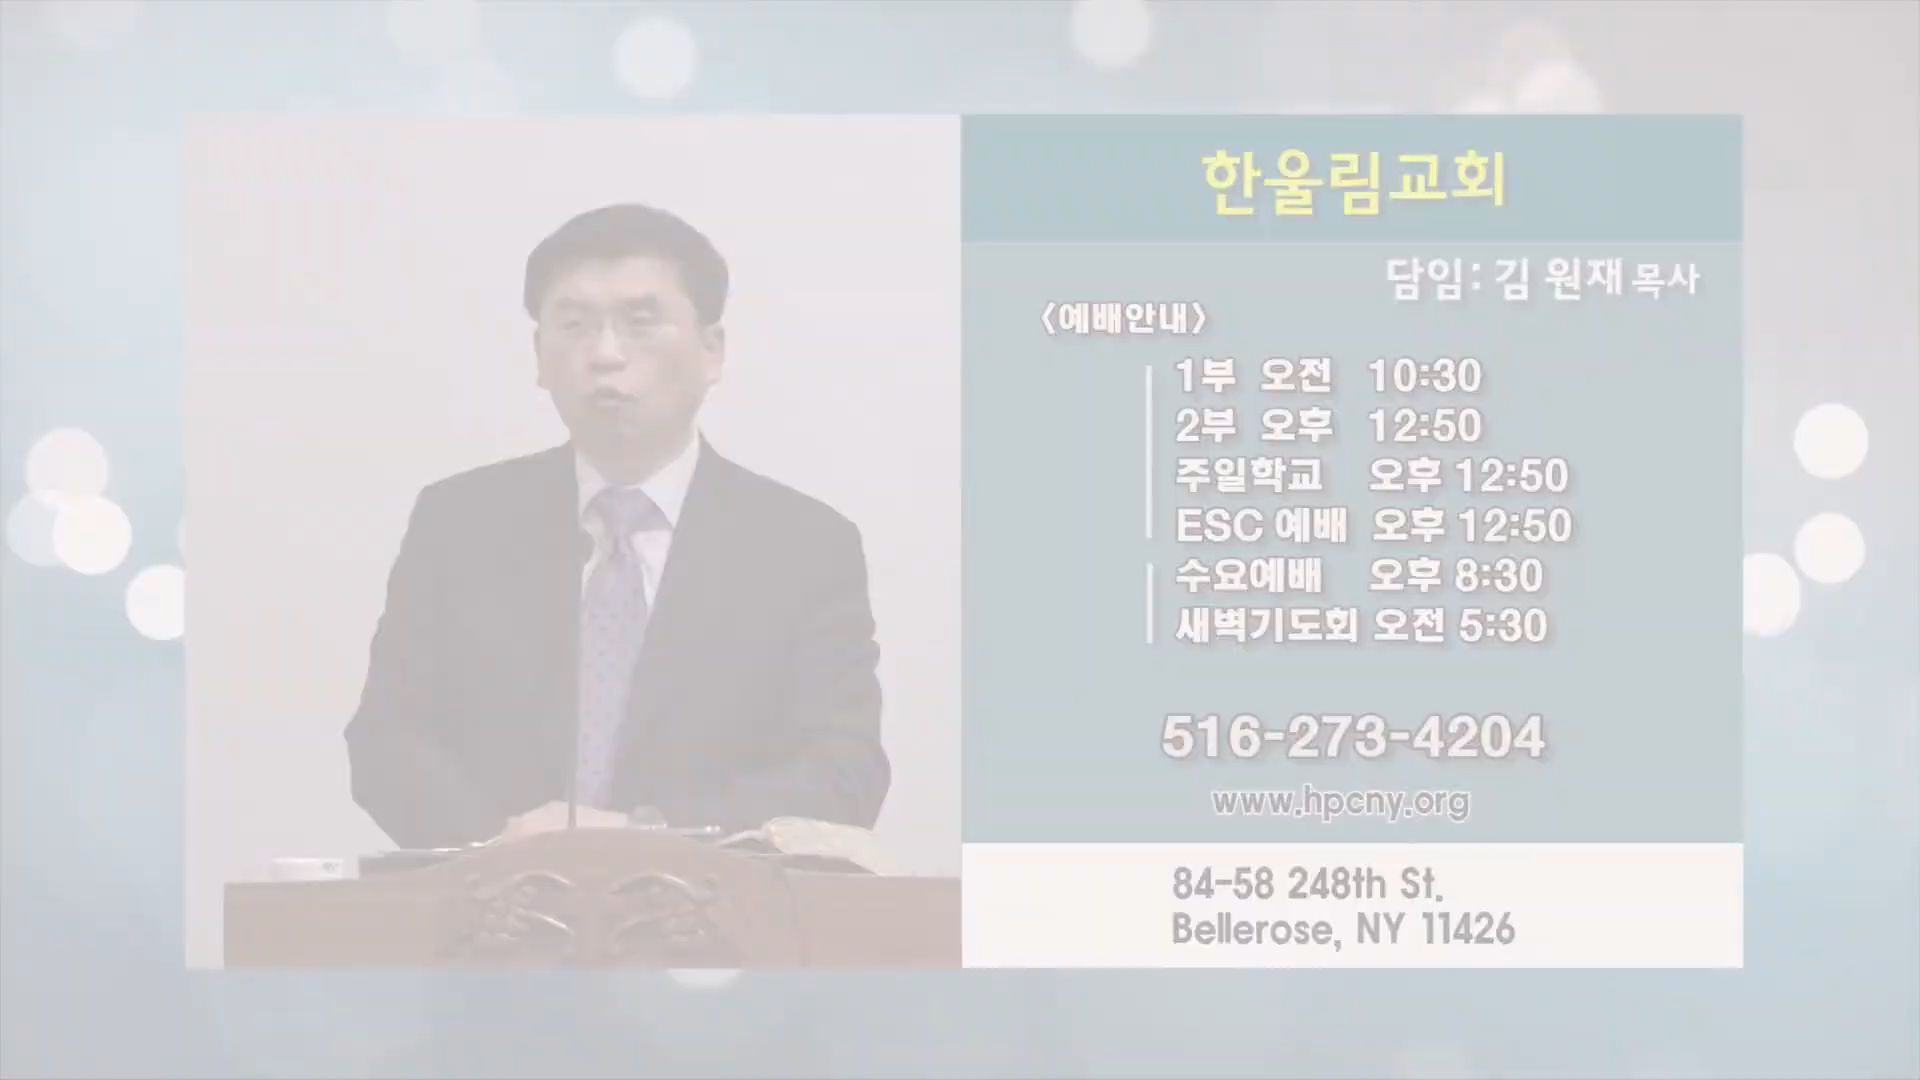 한울림교회
담임: 김 원재 목사
<예배안내>
1부 오전 10:30
2부 오후 12:50
주일학교 오후 12:50
ESC 예배 오후 12:50
수요예배 오후 8:30
새벽기도회 오전 5:30
516-273-4204
www.hpcny.org
84-58 248th St.
Bellerose, NY 11426